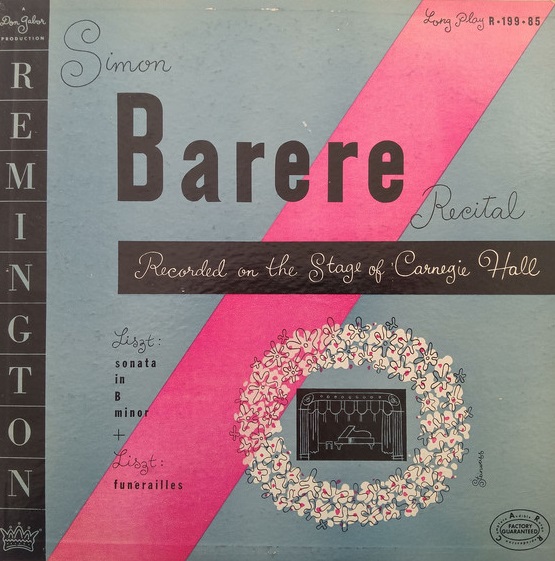 A
Don Gabor
PRODUCTION
REMINGTON
Long Play R·199·85
Simon
Barere
Recital
Recorded on the Stage of Carnegie Hall
Liszt:
sonata
in
B
minor
+
Liszt:
funerailles
FACTORY
GUARANTEED